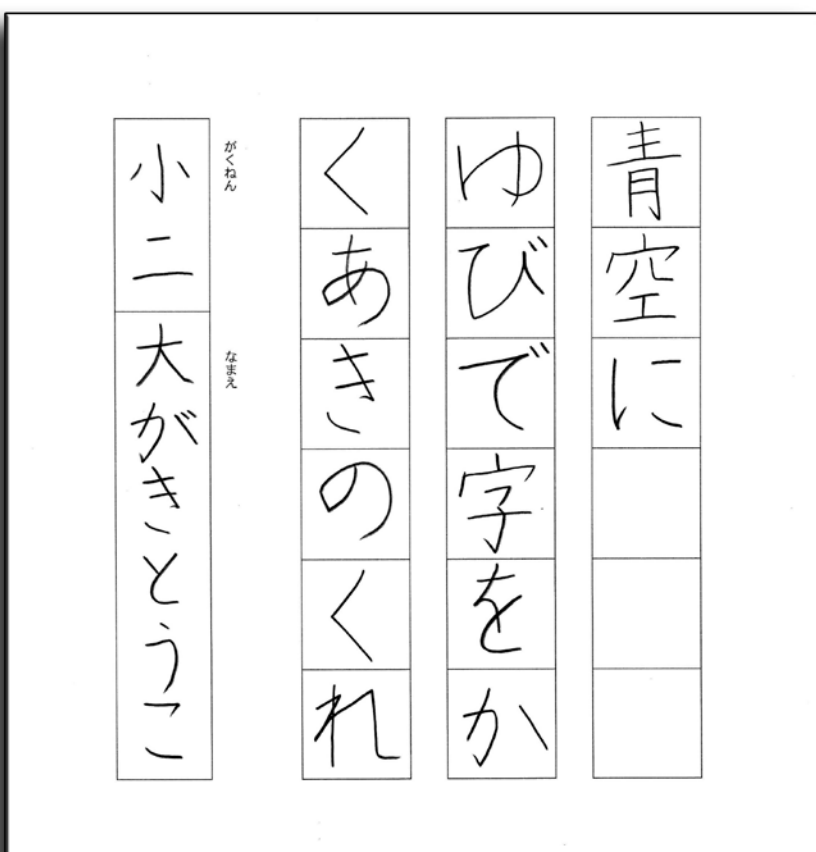 青空に
ゆびで字をか
くあきのくれ
がくねん
小二
なまえ
大がきとうこ